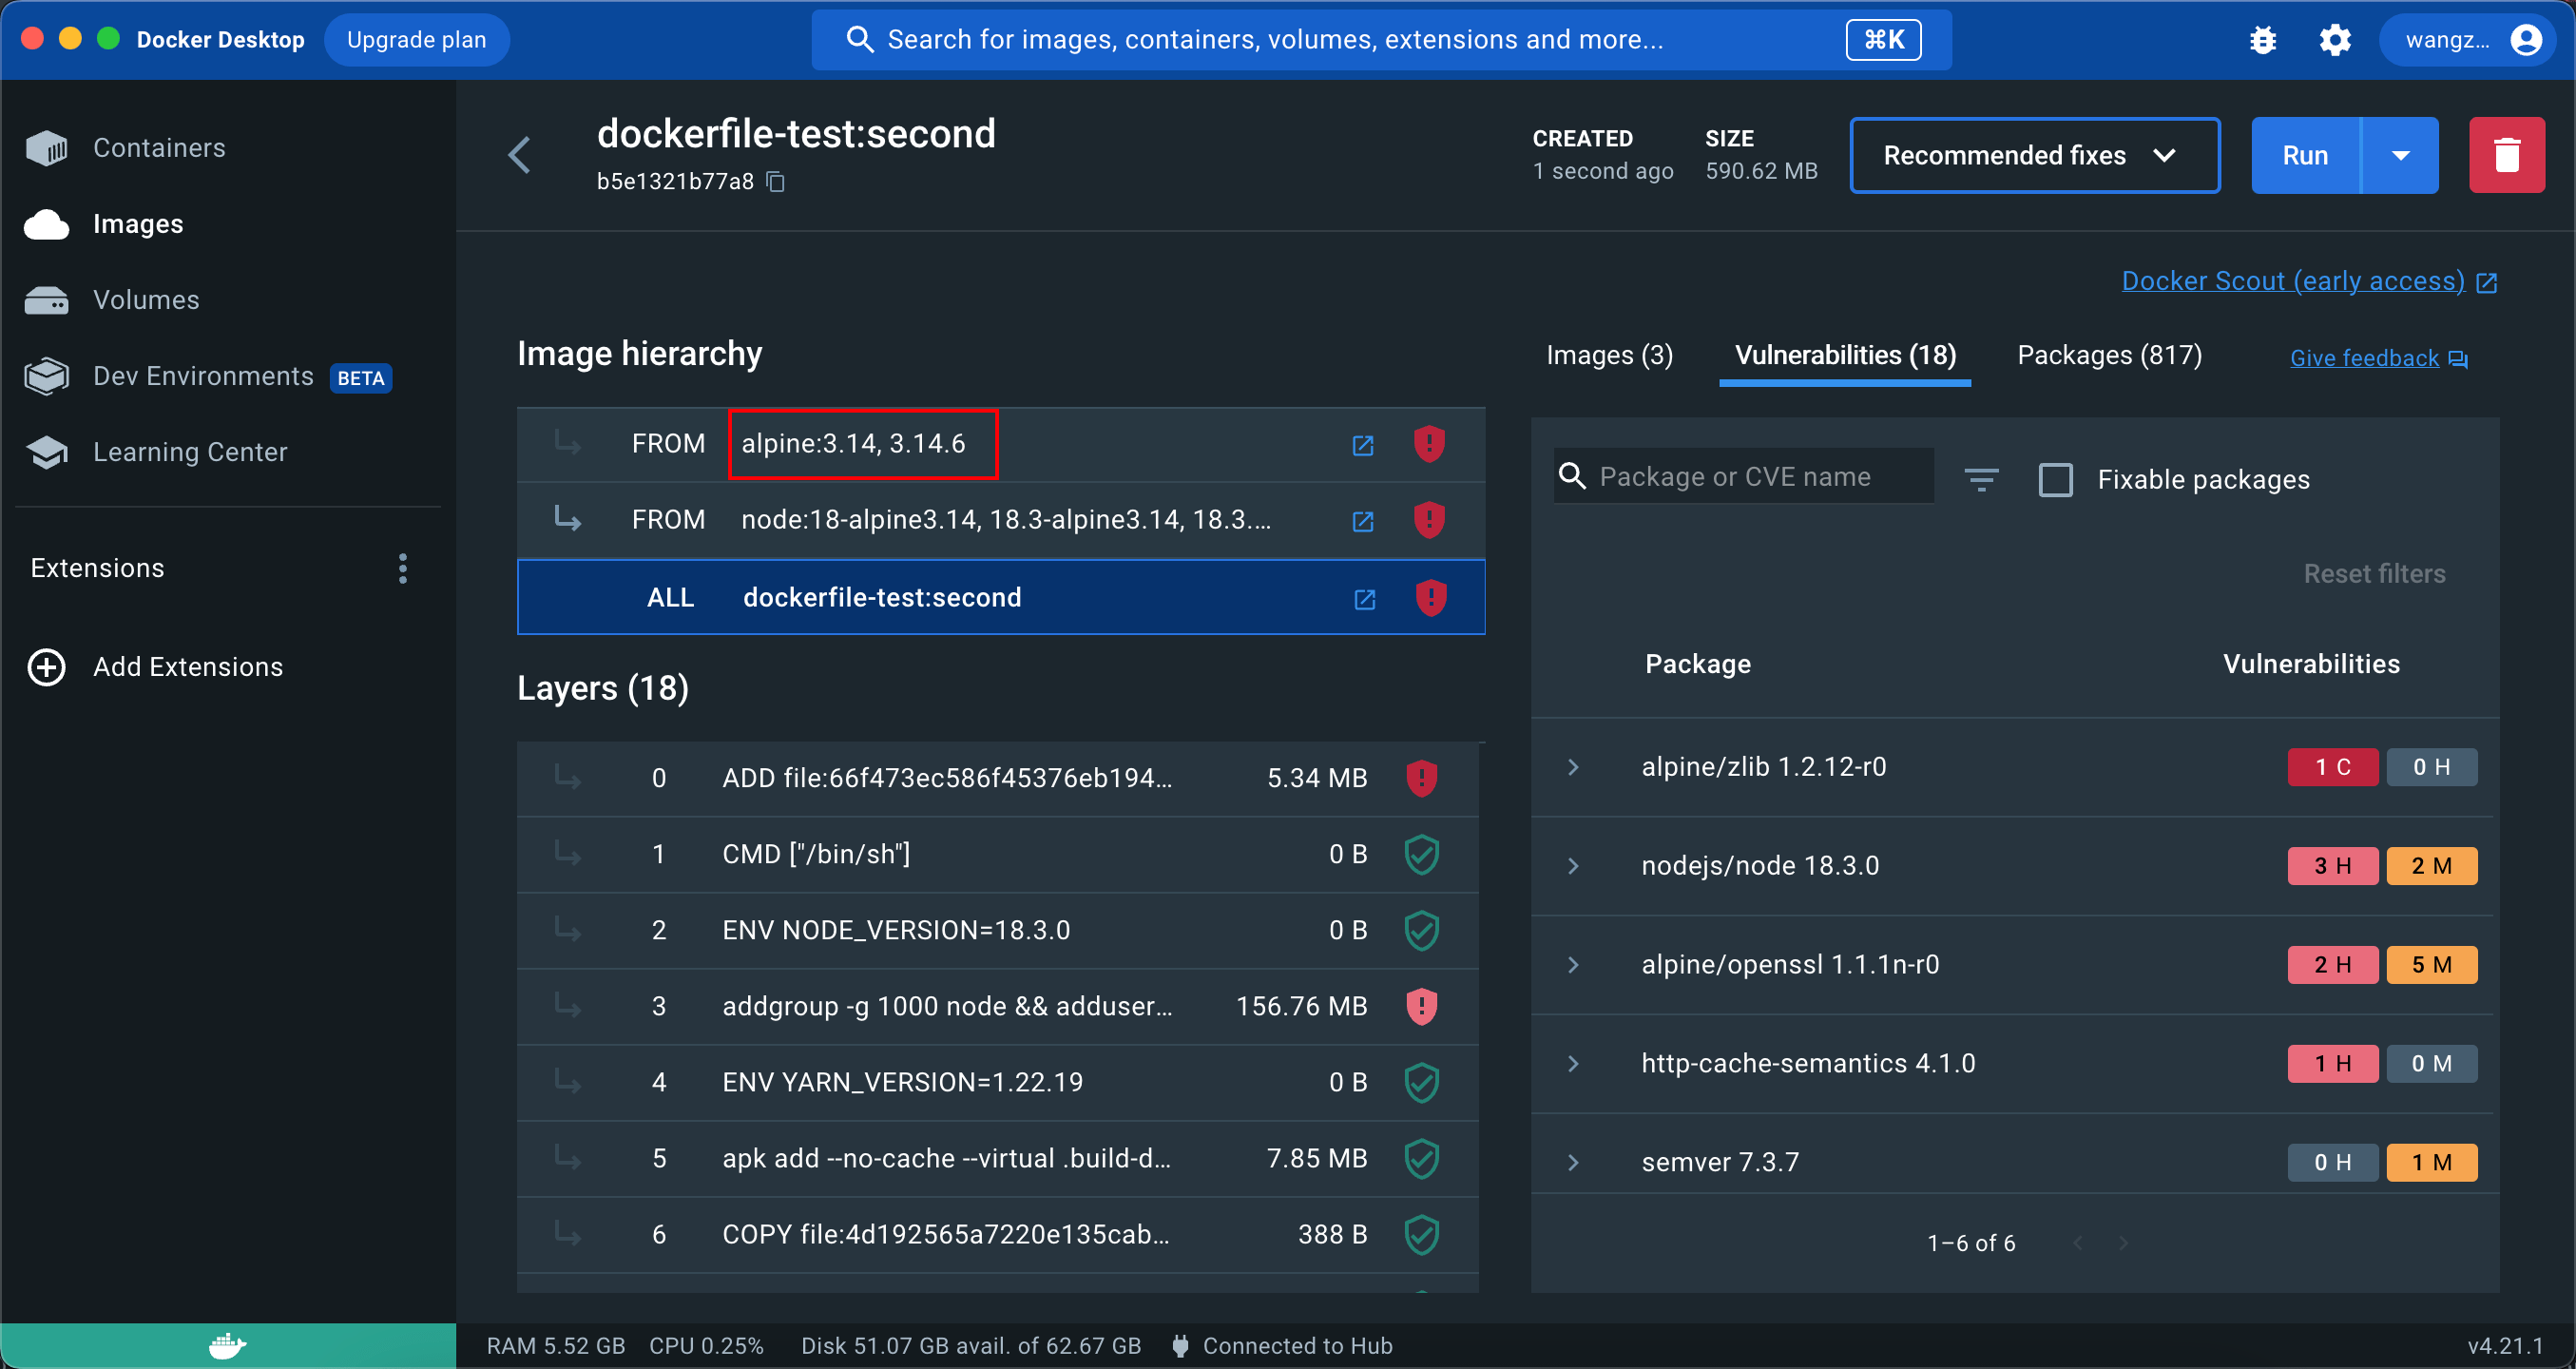 Docker Desktop Upgrade plan Search for images, containers, volumes, extensions and more... ⌘K wangz...
Containers
Images
Volumes
Dev Environments BETA
Learning Center
Extensions
Add Extensions
dockerfile-test:second
b5e1321b77a8
CREATED
1 second ago
SIZE
590.62 MB
Recommended fixes
Run
Docker Scout (early access)
Image hierarchy
FROM alpine:3.14, 3.14.6
FROM node:18-alpine3.14, 18.3-alpine3.14, 18.3....
ALL dockerfile-test:second
Layers (18)
0 ADD file:66f473ec586f45376eb194... 5.34 MB
1 CMD ["/bin/sh"] 0 B
2 ENV NODE_VERSION=18.3.0 0 B
3 addgroup -g 1000 node && adduser... 156.76 MB
4 ENV YARN_VERSION=1.22.19 0 B
5 apk add --no-cache --virtual .build-d... 7.85 MB
6 COPY file:4d192565a7220e135cab... 388 B
Images (3) Vulnerabilities (18) Packages (817) Give feedback
Package or CVE name Fixable packages
Reset filters
Package Vulnerabilities
alpine/zlib 1.2.12-r0 1 C 0 H
nodejs/node 18.3.0 3 H 2 M
alpine/openssl 1.1.1n-r0 2 H 5 M
http-cache-semantics 4.1.0 1 H 0 M
semver 7.3.7 0 H 1 M
1–6 of 6
RAM 5.52 GB CPU 0.25% Disk 51.07 GB avail. of 62.67 GB Connected to Hub v4.21.1